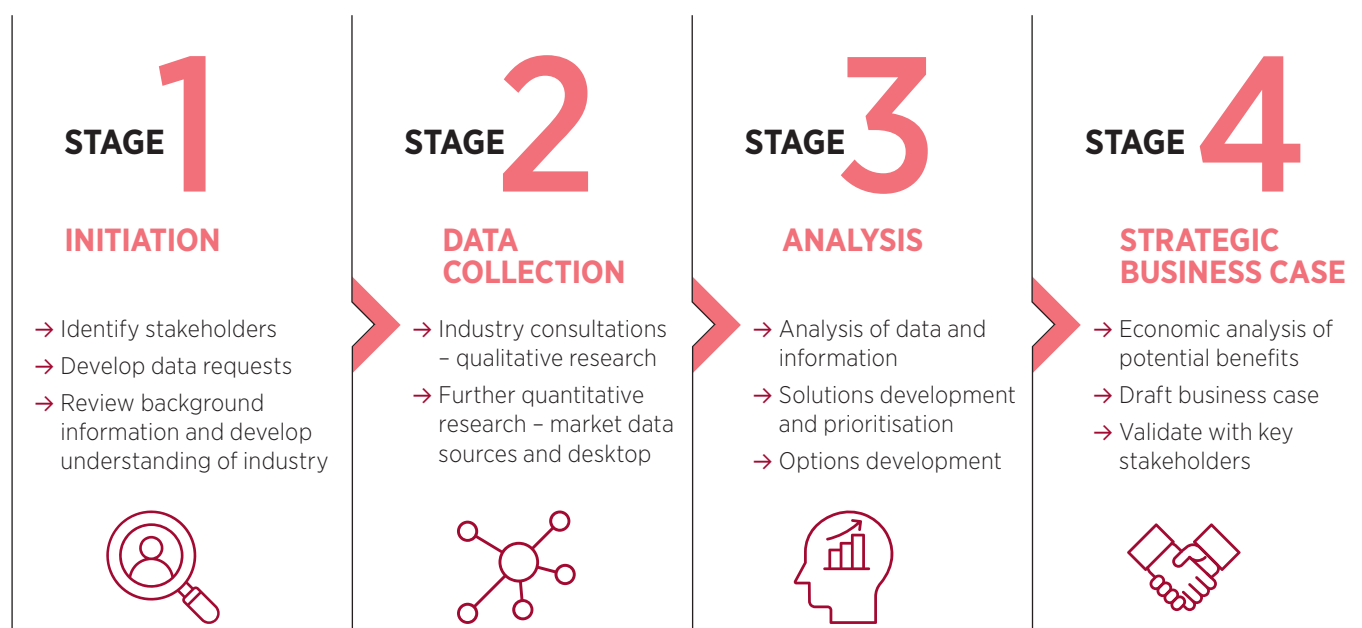 STAGE 1
INITIATION
→ Identify stakeholders
→ Develop data requests
→ Review background
information and develop
understanding of industry
STAGE 2
DATA
COLLECTION
→ Industry consultations
– qualitative research
→ Further quantitative
research – market data
sources and desktop
STAGE 3
ANALYSIS
→ Analysis of data and
information
→ Solutions development
and prioritisation
→ Options development
STAGE 4
STRATEGIC
BUSINESS CASE
→ Economic analysis of
potential benefits
→ Draft business case
→ Validate with key
stakeholders